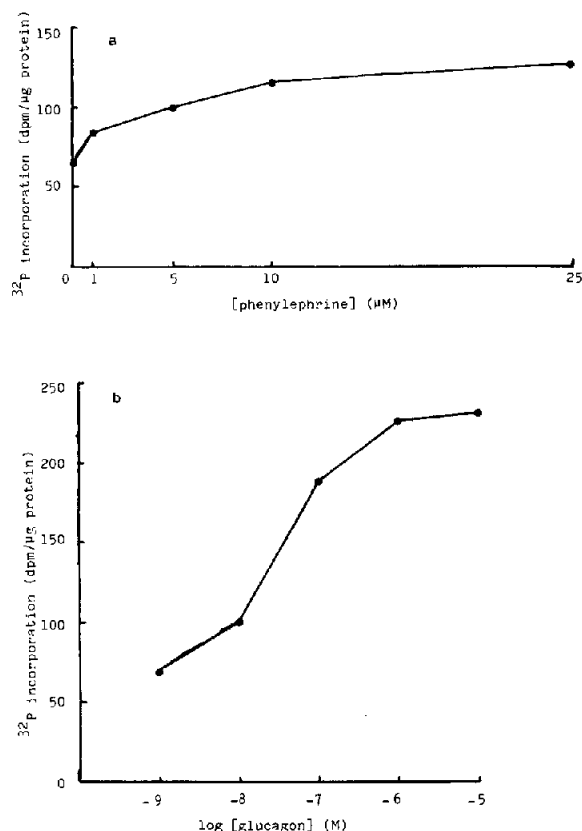 a
150
100
50
0 1 5 10 25
32P incorporation (dpm/µg protein)
[phenylephrine] (µM)
b
250
200
150
100
50
0
32P incorporation (dpm/µg protein)
-9 -8 -7 -6 -5
log [glucagon] (M)